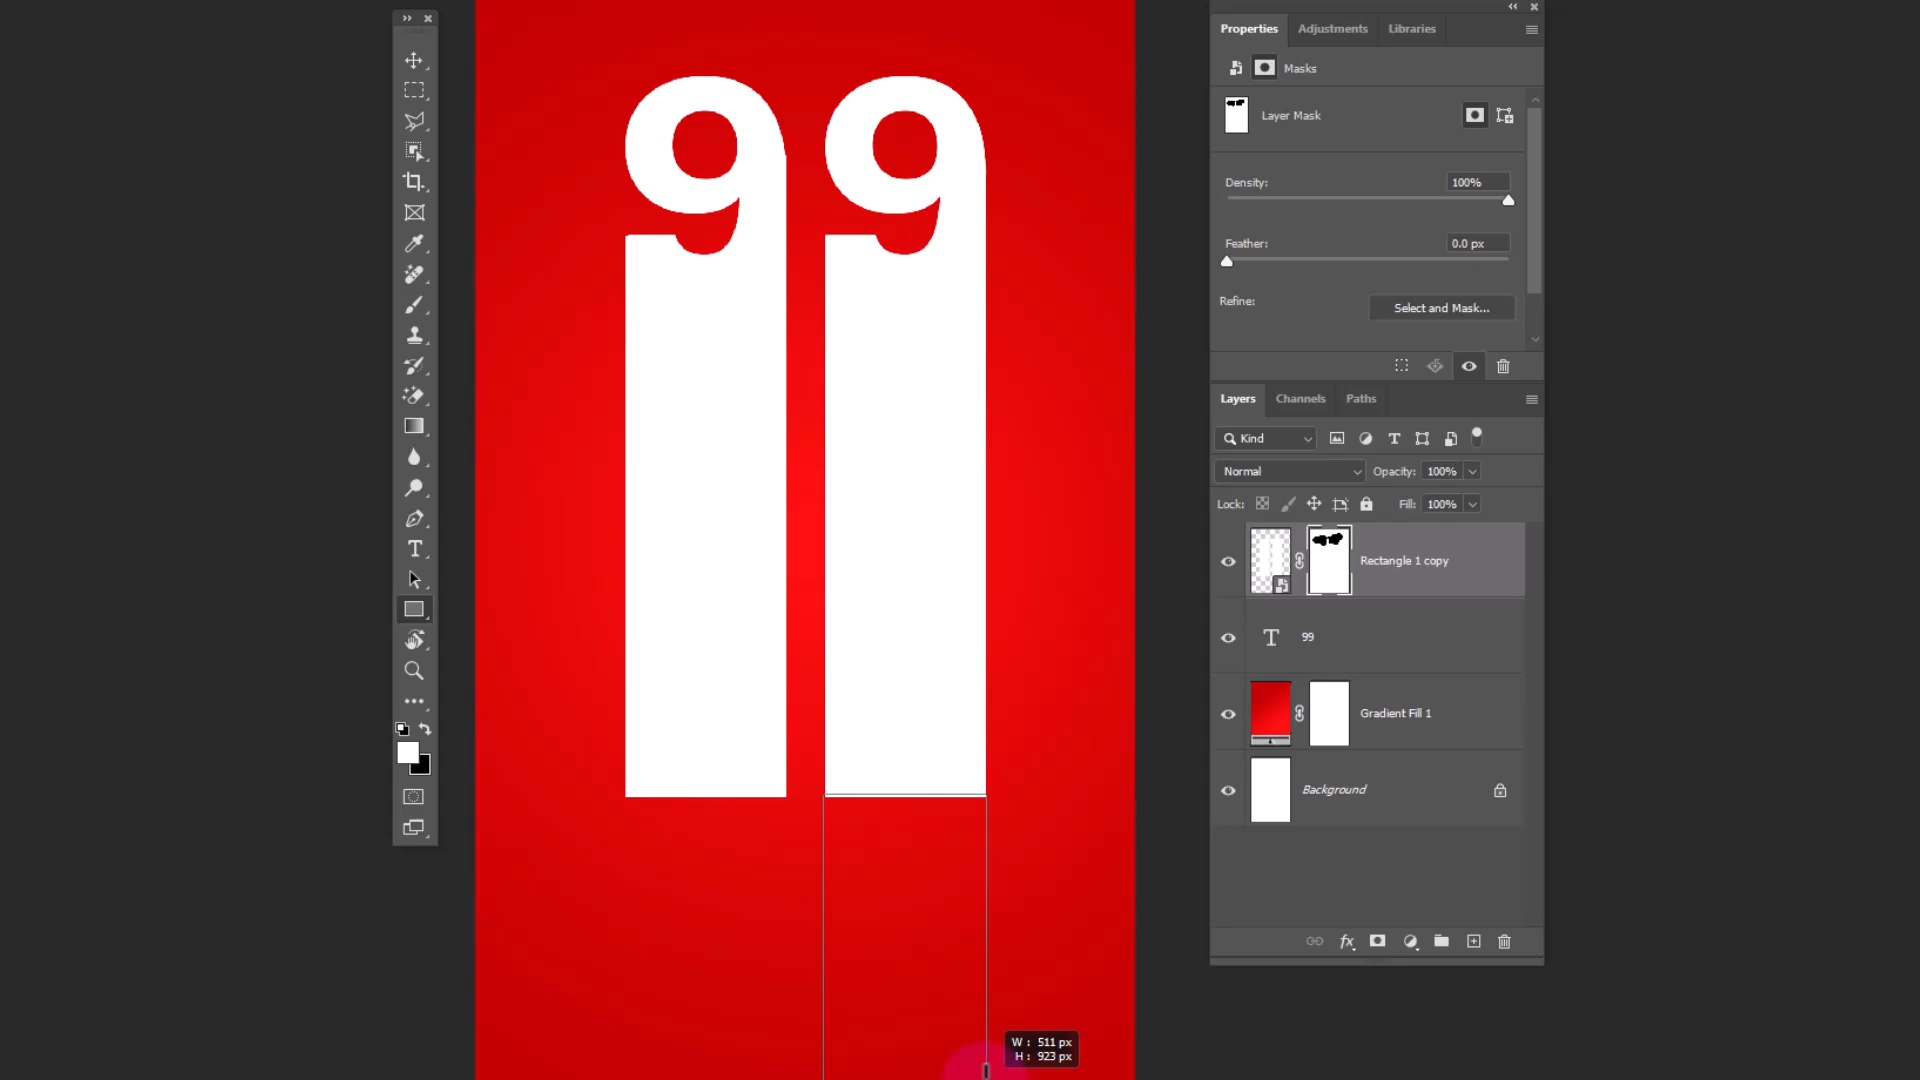 99
Properties Adjustments Libraries
Masks
Layer Mask
Density: 100%
Feather: 0.0 px
Refine: Select and Mask...
Layers Channels Paths
Kind
Normal Opacity: 100%
Lock: Fill: 100%
Rectangle 1 copy
T 99
Gradient Fill 1
Background
fx
W : 511 px
H : 923 px